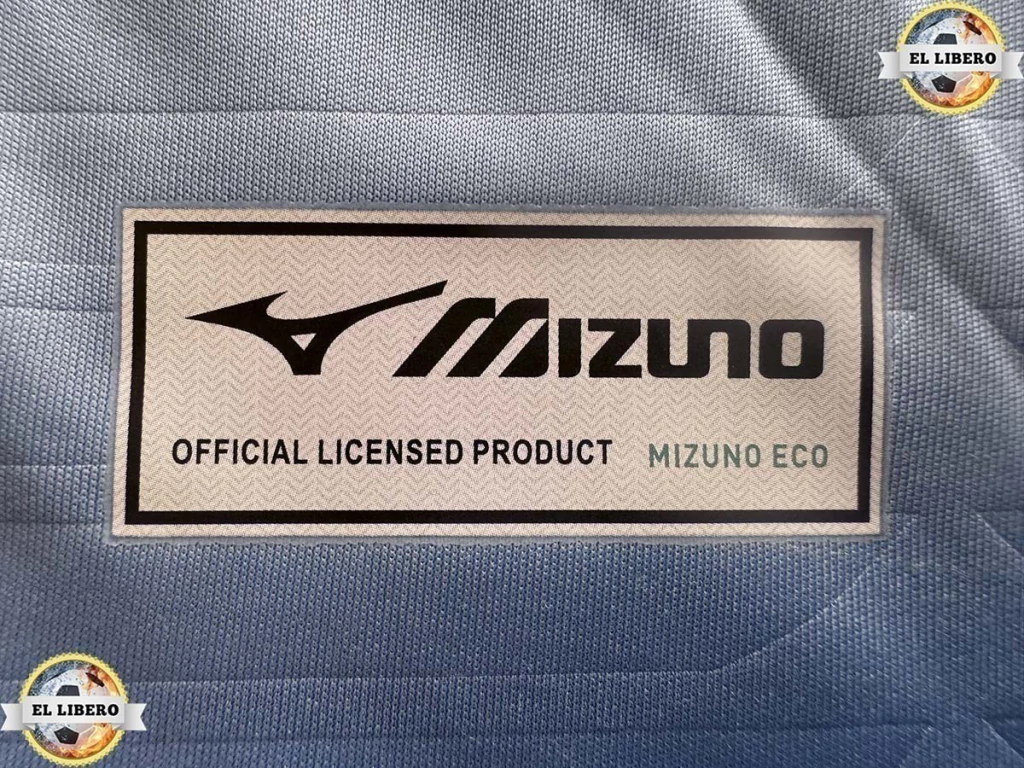 EL LIBERO
MIZUNO
OFFICIAL LICENSED PRODUCT MIZUNO ECO
EL LIBERO